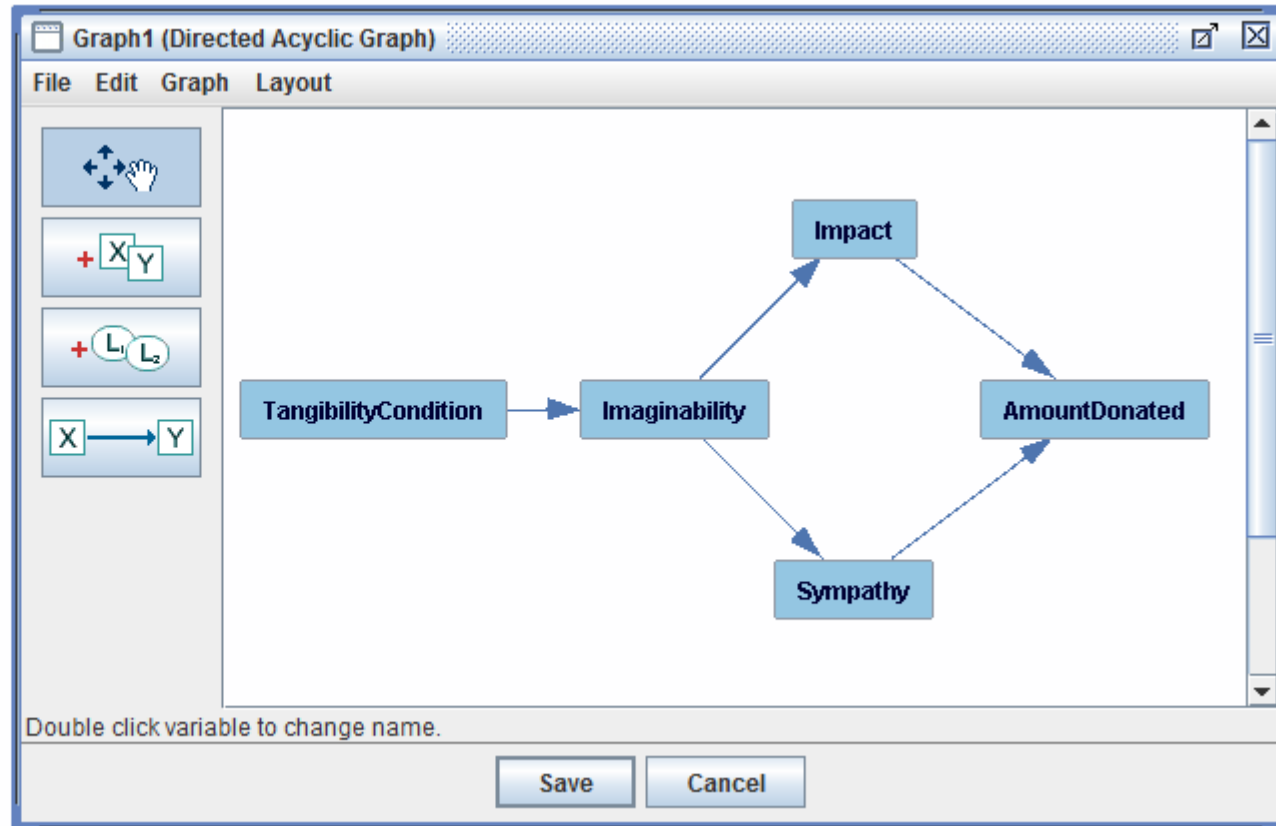 Graph1 (Directed Acyclic Graph)
File Edit Graph Layout
+ X Y
+ L1 L2
X Y
Impact
TangibilityCondition
Imaginability
AmountDonated
Sympathy
Double click variable to change name.
Save
Cancel